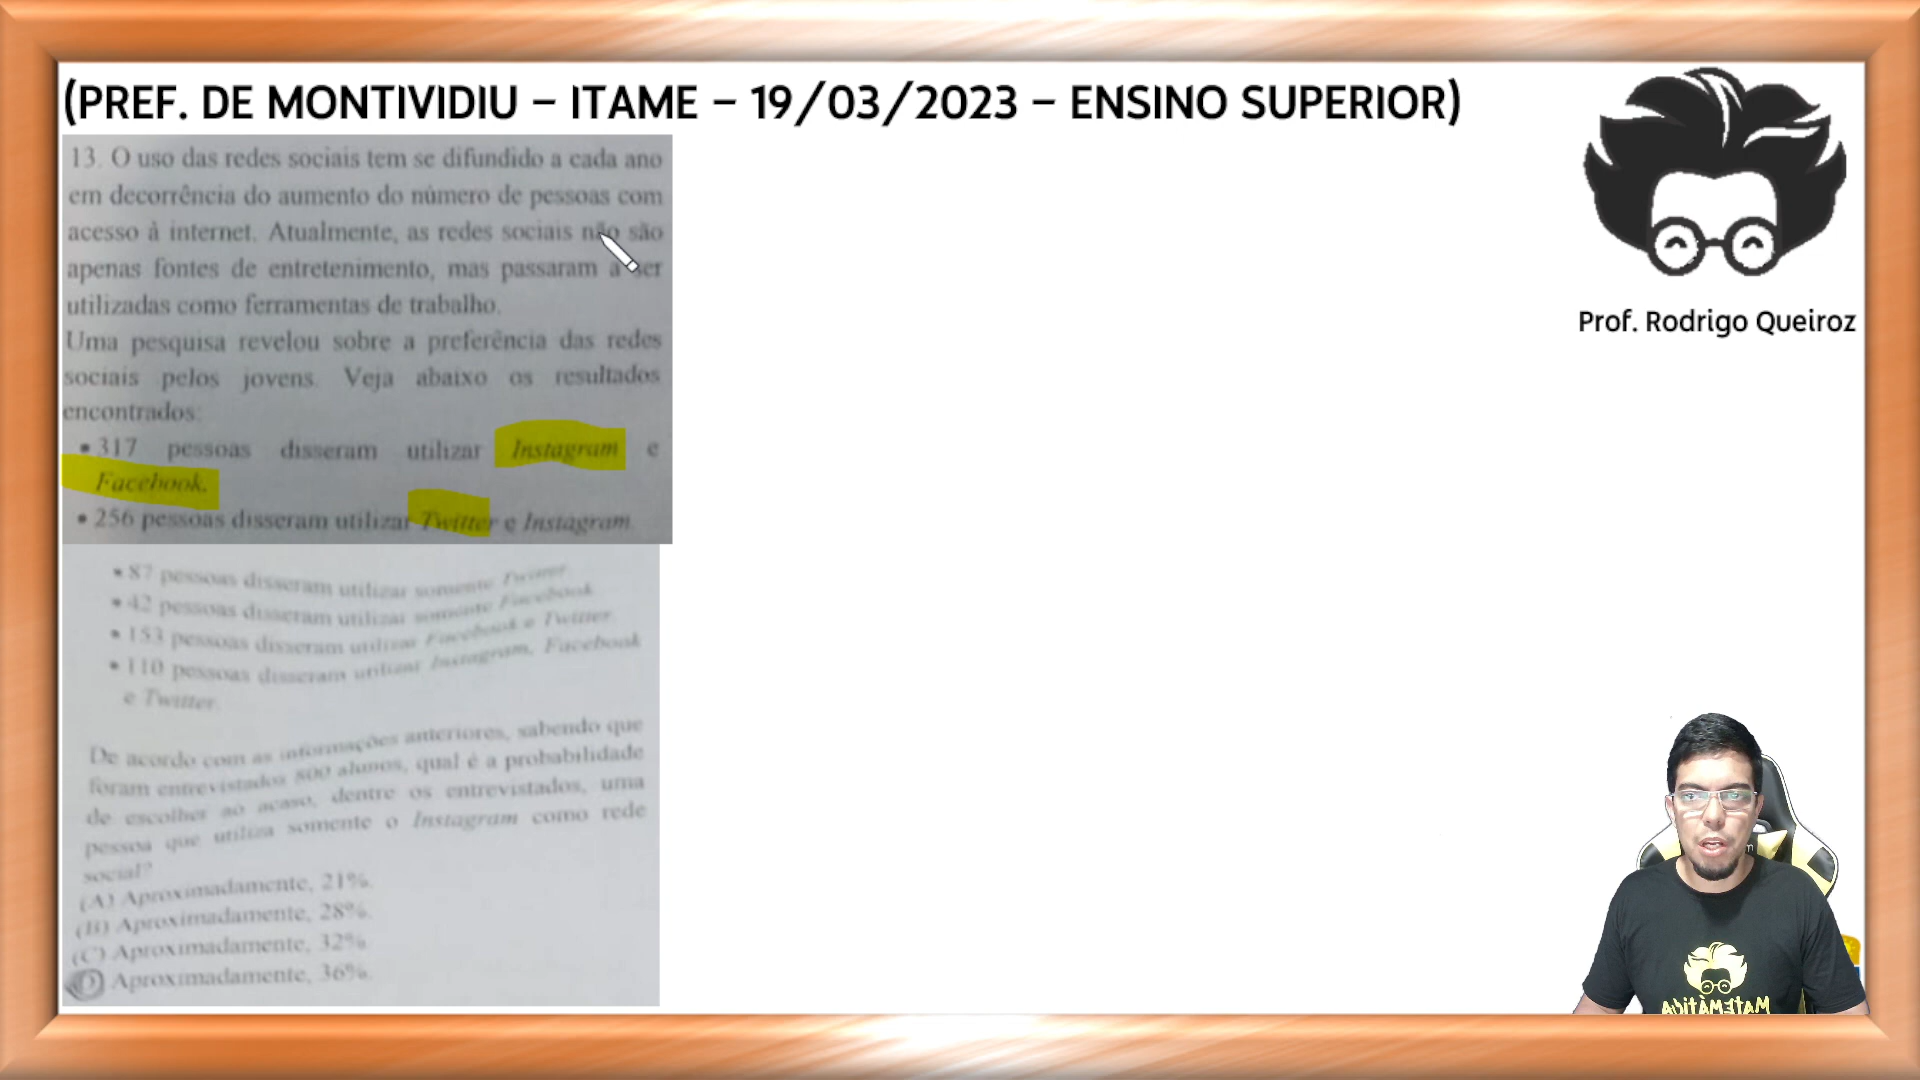 (PREF. DE MONTIVIDIU – ITAME – 19/03/2023 – ENSINO SUPERIOR)
13. O uso das redes sociais tem se difundido a cada ano
em decorrência do aumento do número de pessoas com
acesso à internet. Atualmente, as redes sociais não são
apenas fontes de entretenimento, mas passaram a ser
utilizadas como ferramentas de trabalho.
Uma pesquisa revelou sobre a preferência das redes
sociais pelos jovens. Veja abaixo os resultados
encontrados:
• 317 pessoas disseram utilizar Instagram e
Facebook.
• 256 pessoas disseram utilizar Twitter e Instagram.
• 87 pessoas disseram utilizar somente Twitter.
• 42 pessoas disseram utilizar somente Facebook.
• 153 pessoas disseram utilizar Facebook e Twitter.
• 110 pessoas disseram utilizar Instagram, Facebook
e Twitter.
De acordo com as informações anteriores, sabendo que
foram entrevistados 800 alunos, qual é a probabilidade
de escolher ao acaso, dentre os entrevistados, uma
pessoa que utiliza somente o Instagram como rede
social?
(A) Aproximadamente, 21%.
(B) Aproximadamente, 28%.
(C) Aproximadamente, 32%
(D) Aproximadamente, 36%.
Prof. Rodrigo Queiroz
MATEMÁTICA